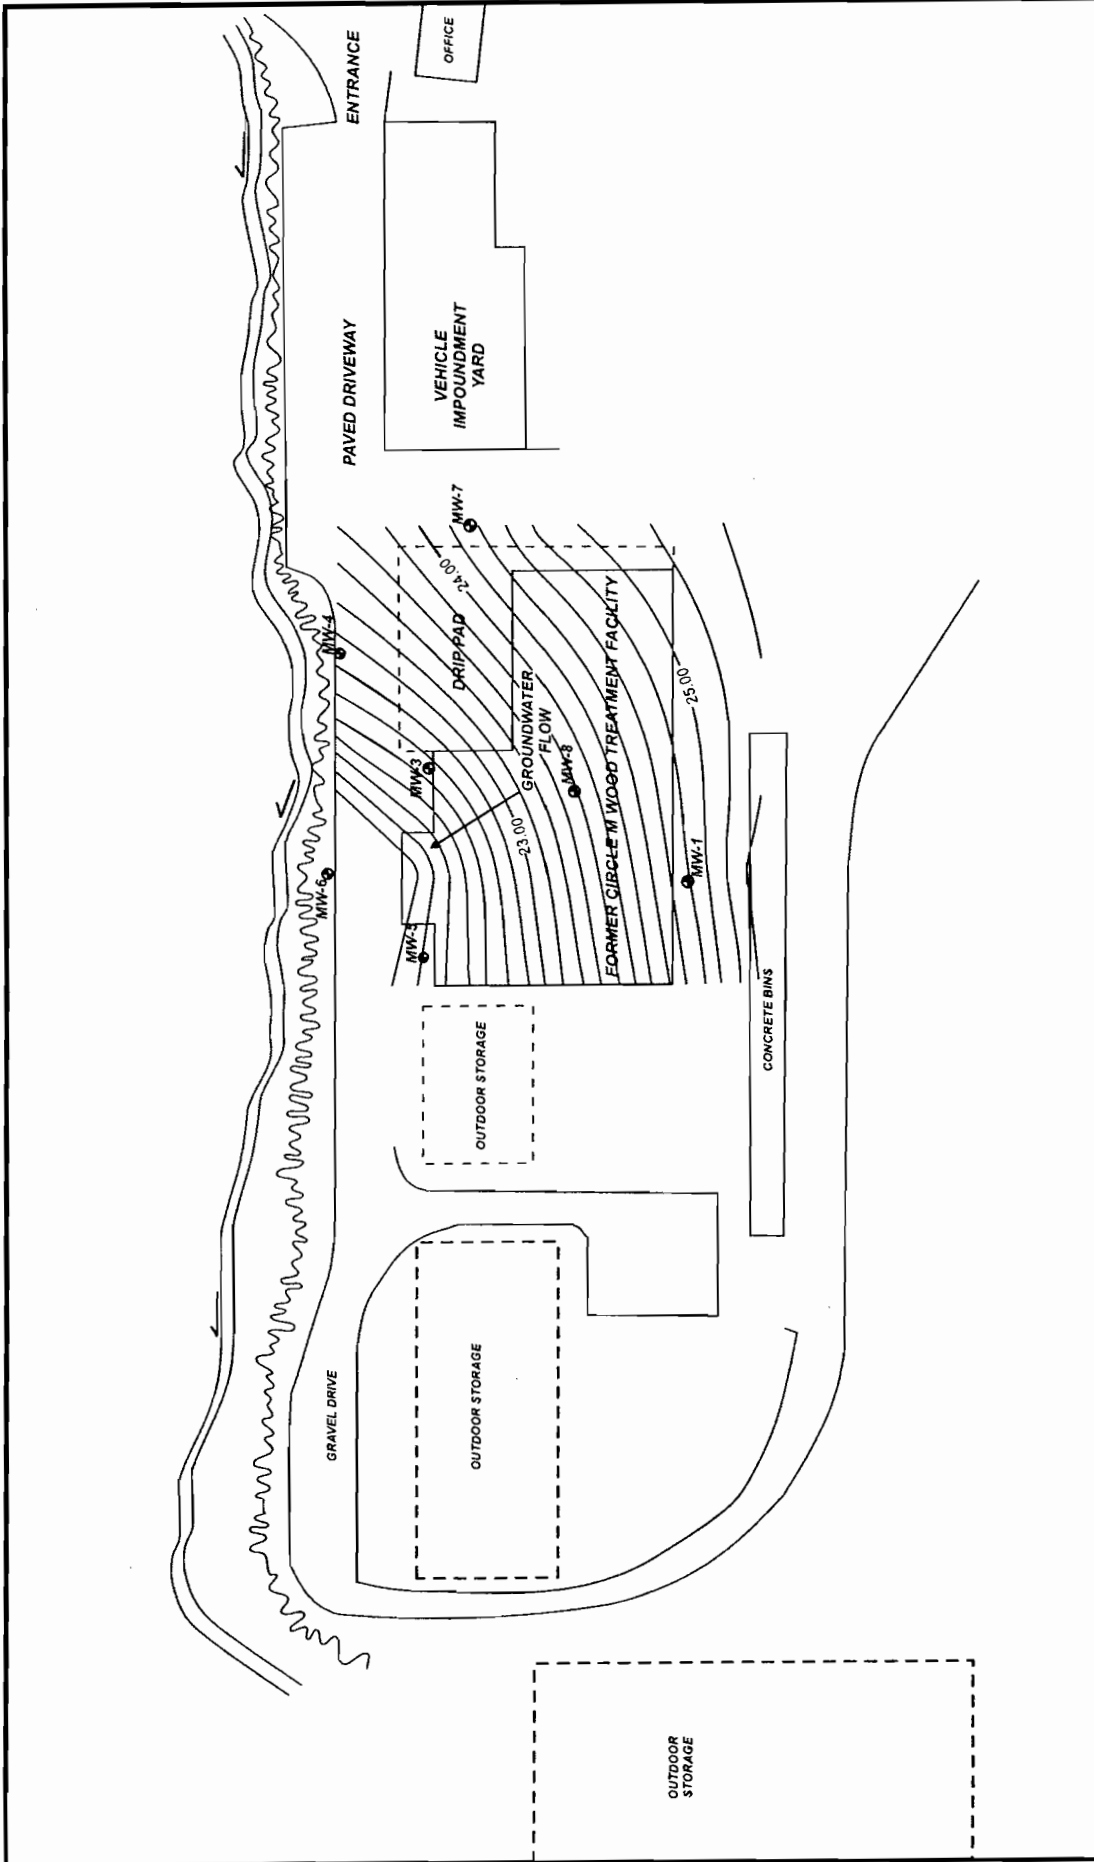 OFFICE
ENTRANCE
PAVED DRIVEWAY
VEHICLE
IMPOUNDMENT
YARD
MW-7
24.00
MW-4
DRIP PAD
GROUNDWATER
FLOW
MW-3
MW-8
FORMER CIRCLE M WOOD TREATMENT FACILITY
25.00
23.00
MW-1
MW-6
MW-5
CONCRETE BINS
OUTDOOR STORAGE
GRAVEL DRIVE
OUTDOOR STORAGE
OUTDOOR
STORAGE